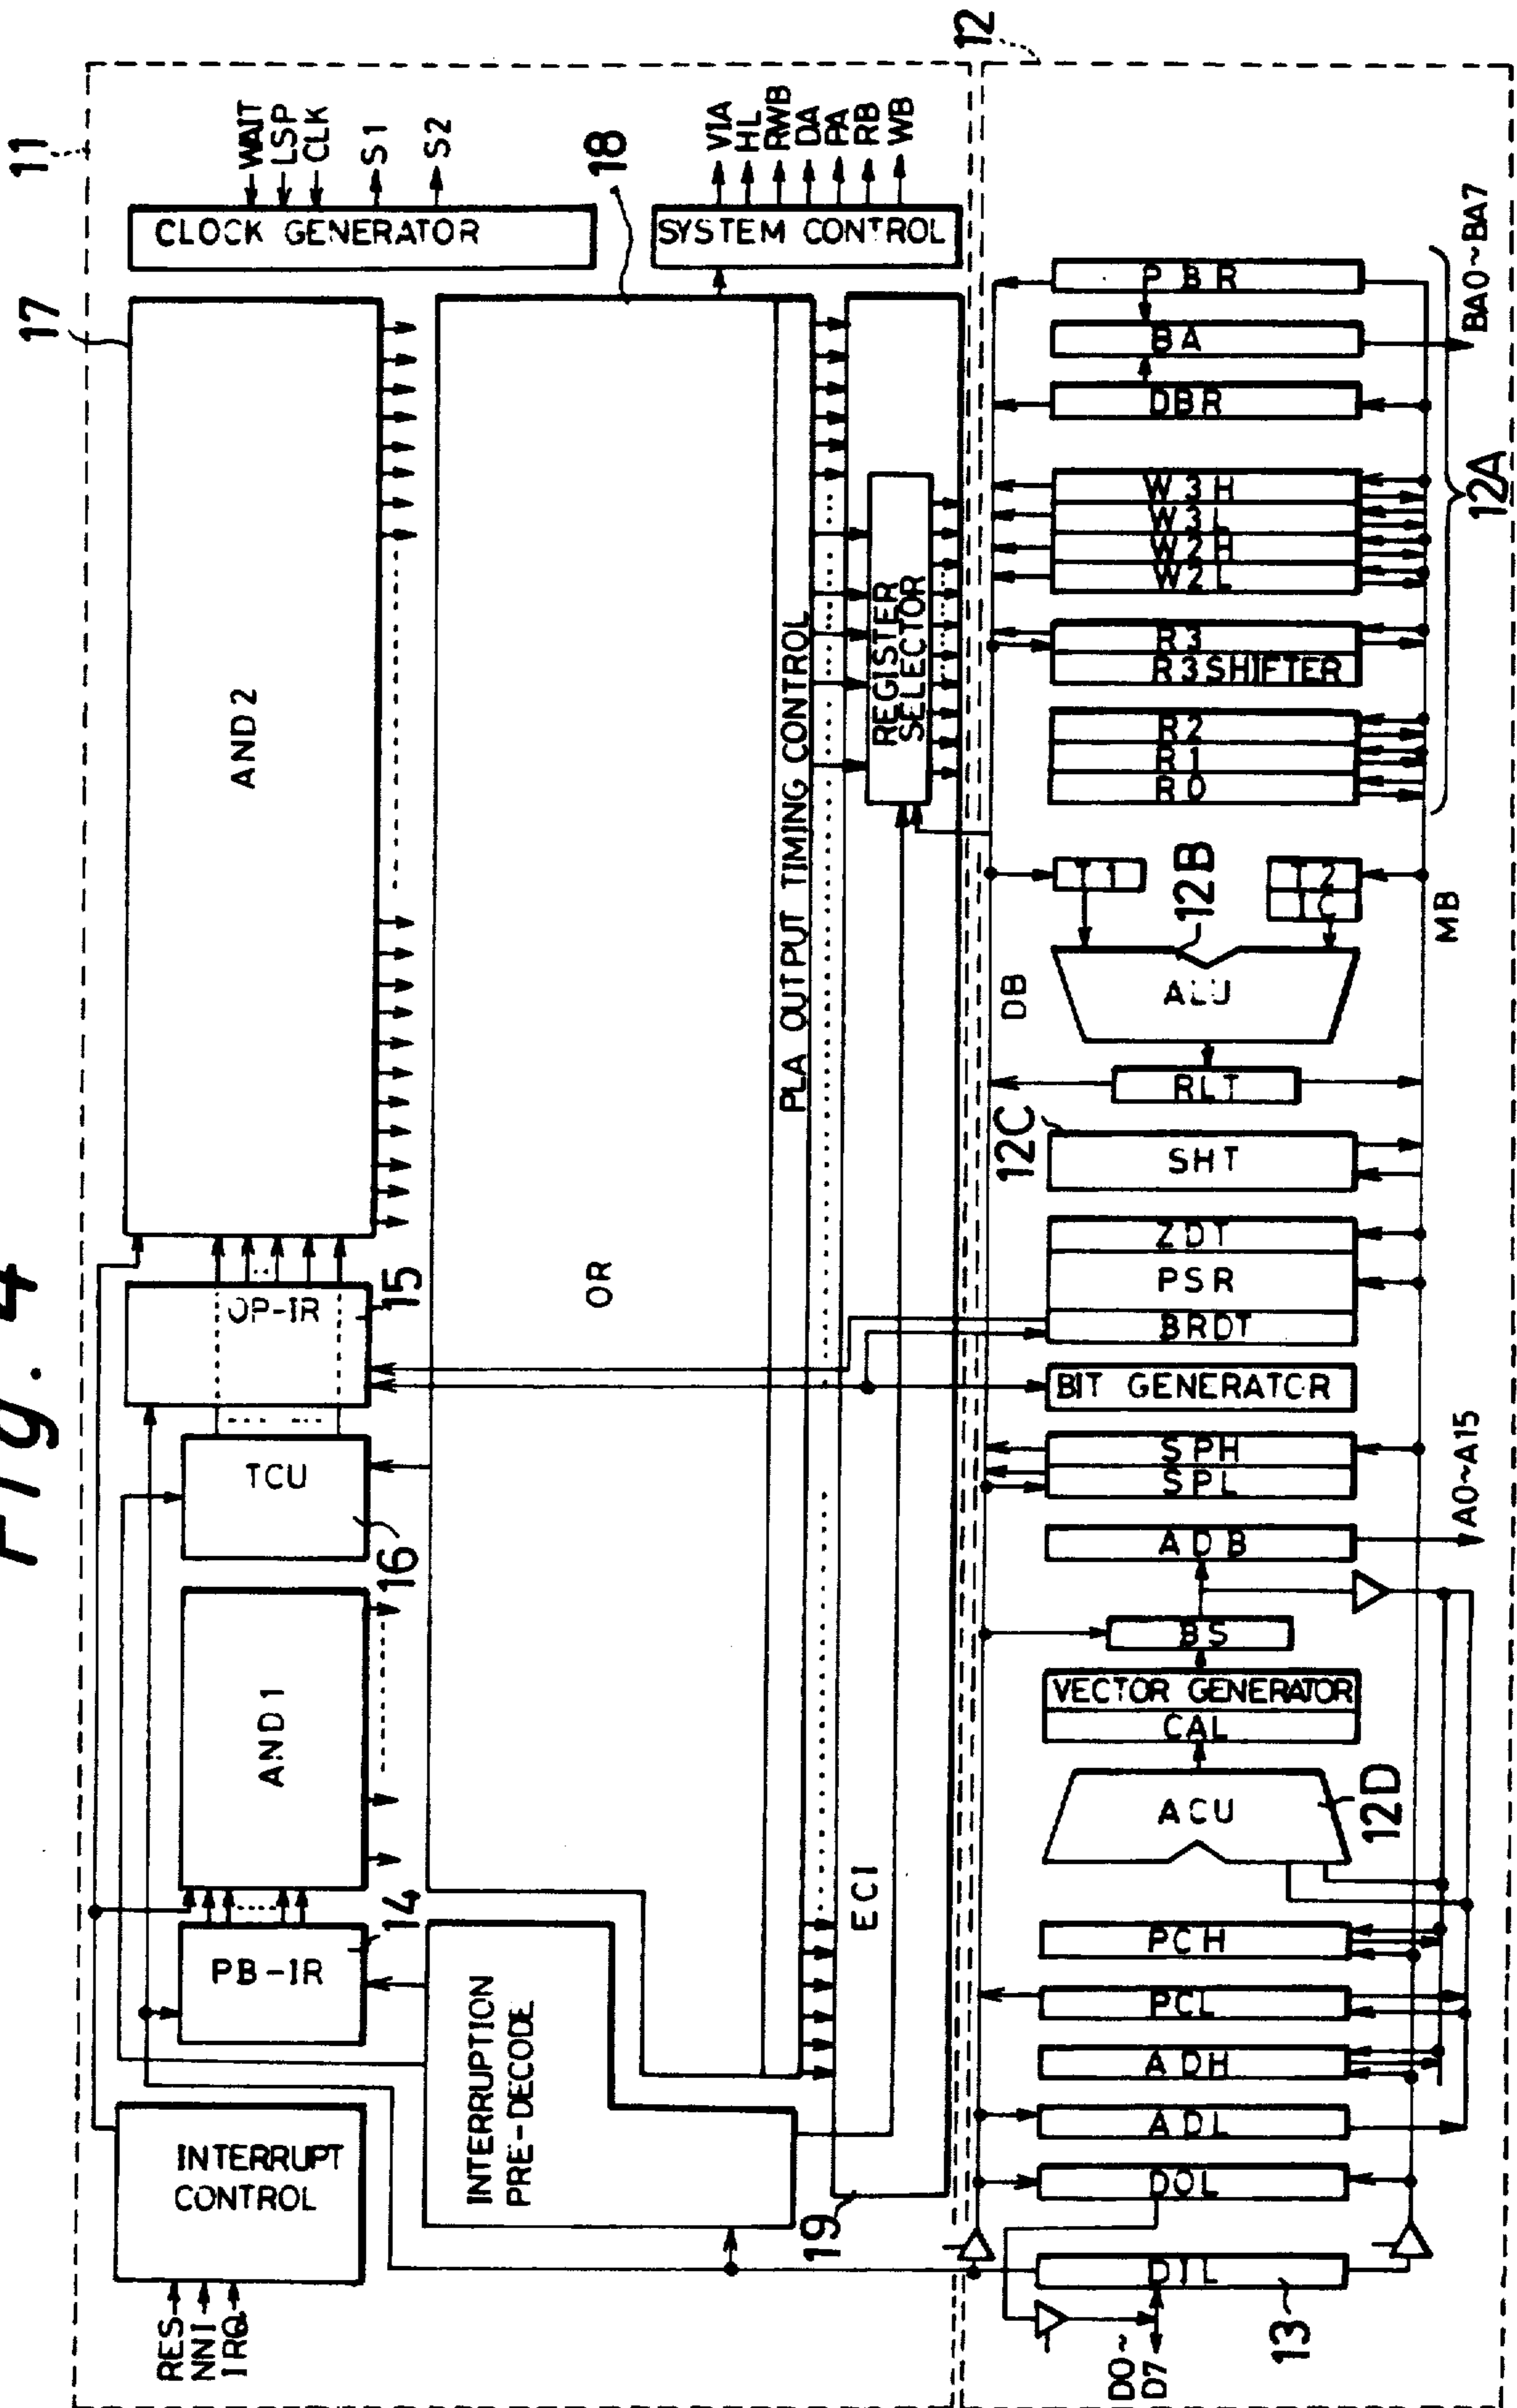 Fig. 4
11
12
WAIT
LSP
CLK
S1
S2
CLOCK GENERATOR
17
AND 2
18
VIA
HL
RWB
DA
PA
RB
WB
SYSTEM CONTROL
OP-IR
15
TCU
16
AND 1
PB-IR
14
INTERRUPT
CONTROL
RES
NNI
IRQ
OR
INTERRUPTION
PRE-DECODE
PLA OUTPUT TIMING CONTROL
REGISTER
SELECTOR
ECI
19
PBR
BA
DBR
BA0~BA7
W3H
W3L
W2H
W2L
R3
R3 SHIFTER
R2
R1
R0
12A
T1
T2
1C
12B
ALU
DB
MB
RLT
12C
SHT
ZDT
PSR
BRDT
BIT GENERATOR
SPH
SPL
ADB
A0~A15
BS
VECTOR GENERATOR
CAL
ACU
12D
PCH
PCL
ADH
ADL
DOL
DTL
13
D0~
D7